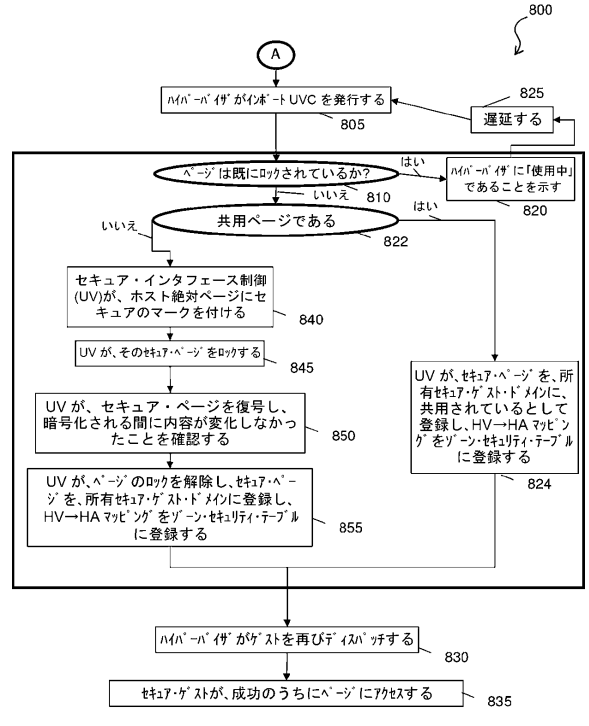 800
A
ﾊｲﾊﾟｰﾊﾞｲｻﾞがｲﾝﾎﾟｰﾄ UVC を発行する
805
825
遅延する
ﾍﾟｰｼﾞは既にﾛｯｸされているか?
810
はい
いいえ
ﾊｲﾊﾟｰﾊﾞｲｻﾞに「使用中」
であることを示す
820
共用ページである
822
いいえ
はい
セキュア・インタフェース制御
(UV)が、ホスト絶対ページにセ
キュアのマークを付ける
840
UV が、そのｾｷｭｱ・ﾍﾟｰｼﾞをﾛｯｸする
845
UV が、セキュア・ページを復号し、
暗号化される間に内容が変化しなかっ
たことを確認する
850
UV が、ﾍﾟｰｼﾞのロックを解除し、ｾｷｭｱ・ﾍﾟｰ
ｼﾞを、所有ｾｷｭｱ・ｹﾞｽﾄ・ﾄﾞﾒｲﾝに登録し、
HV→HA ﾏｯﾋﾟﾝｸﾞをｿﾞｰﾝ・ｾｷｭﾘﾃｨ・ﾃｰﾌﾞﾙ
に登録する
855
UV が、ｾｷｭｱ・ﾍﾟｰｼﾞを、所
有ｾｷｭｱ・ｹﾞｽﾄ・ﾄﾞﾒｲﾝに、
共用されているとして
登録し、HV→HA ﾏｯﾋﾟﾝ
ｸﾞをｿﾞｰﾝ・ｾｷｭﾘﾃｨ・ﾃｰﾌﾞﾙ
に登録する
824
ﾊｲﾊﾟｰﾊﾞｲｻﾞがｹﾞｽﾄを再びﾃﾞｨｽﾊﾟｯﾁする
830
ｾｷｭｱ・ｹﾞｽﾄが、成功のうちにﾍﾟｰｼﾞにｱｸｾｽする
835